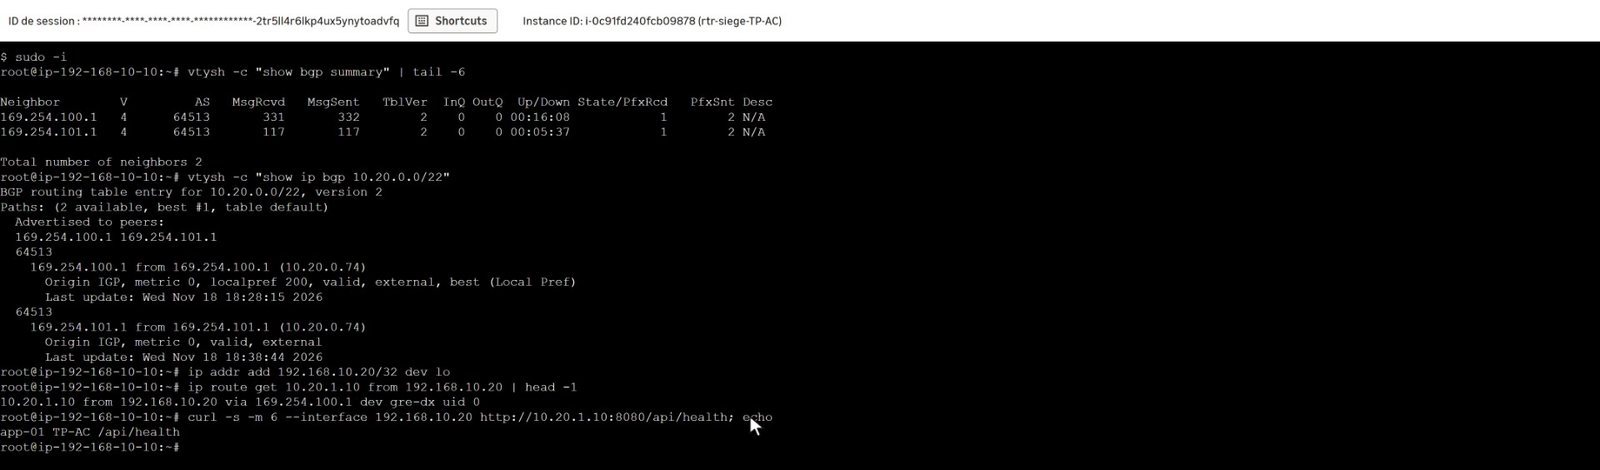 ID de session : ********-****-****-****-************-2tr5ll4r6lkp4ux5ynytoadvfq Shortcuts Instance ID: i-0c91fd240fcb09878 (rtr-siege-TP-AC)
$ sudo -i
root@ip-192-168-10-10:~# vtysh -c "show bgp summary" | tail -6
Neighbor V AS MsgRcvd MsgSent TblVer InQ OutQ Up/Down State/PfxRcd PfxSnt Desc
169.254.100.1 4 64513 331 332 2 0 0 00:16:08 1 2 N/A
169.254.101.1 4 64513 117 117 2 0 0 00:05:37 1 2 N/A
Total number of neighbors 2
root@ip-192-168-10-10:~# vtysh -c "show ip bgp 10.20.0.0/22"
BGP routing table entry for 10.20.0.0/22, version 2
Paths: (2 available, best #1, table default)
Advertised to peers:
169.254.100.1 169.254.101.1
64513
169.254.100.1 from 169.254.100.1 (10.20.0.74)
Origin IGP, metric 0, localpref 200, valid, external, best (Local Pref)
Last update: Wed Nov 18 18:28:15 2026
64513
169.254.101.1 from 169.254.101.1 (10.20.0.74)
Origin IGP, metric 0, valid, external
Last update: Wed Nov 18 18:38:44 2026
root@ip-192-168-10-10:~# ip addr add 192.168.10.20/32 dev lo
root@ip-192-168-10-10:~# ip route get 10.20.1.10 from 192.168.10.20 | head -1
10.20.1.10 from 192.168.10.20 via 169.254.100.1 dev gre-dx uid 0
root@ip-192-168-10-10:~# curl -s -m 6 --interface 192.168.10.20 http://10.20.1.10:8080/api/health; echo
app-01 TP-AC /api/health
root@ip-192-168-10-10:~#